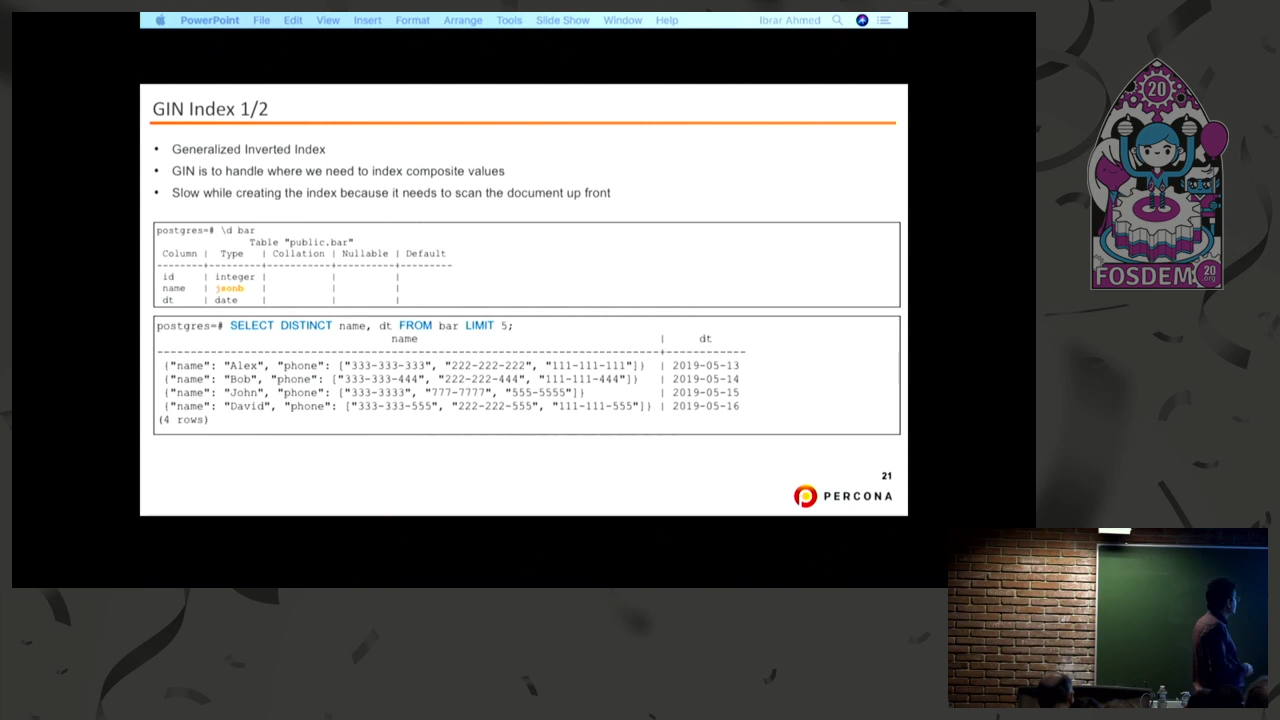 PowerPoint File Edit View Insert Format Arrange Tools Slide Show Window Help Ibrar Ahmed
GIN Index 1/2
• Generalized Inverted Index
• GIN is to handle where we need to index composite values
• Slow while creating the index because it needs to scan the document up front
postgres=# \d bar
Table "public.bar"
Column | Type | Collation | Nullable | Default
--------+---------+-----------+----------+---------
id | integer | | |
name | jsonb | | |
dt | date | | |
postgres=# SELECT DISTINCT name, dt FROM bar LIMIT 5;
name | dt
---------------------------------------------------------------------------+------------
{"name": "Alex", "phone": ["333-333-333", "222-222-222", "111-111-111"]} | 2019-05-13
{"name": "Bob", "phone": ["333-333-444", "222-222-444", "111-111-444"]} | 2019-05-14
{"name": "John", "phone": ["333-3333", "777-7777", "555-5555"]} | 2019-05-15
{"name": "David", "phone": ["333-333-555", "222-222-555", "111-111-555"]} | 2019-05-16
(4 rows)
21
PERCONA
20
FOSDEM
20
.org